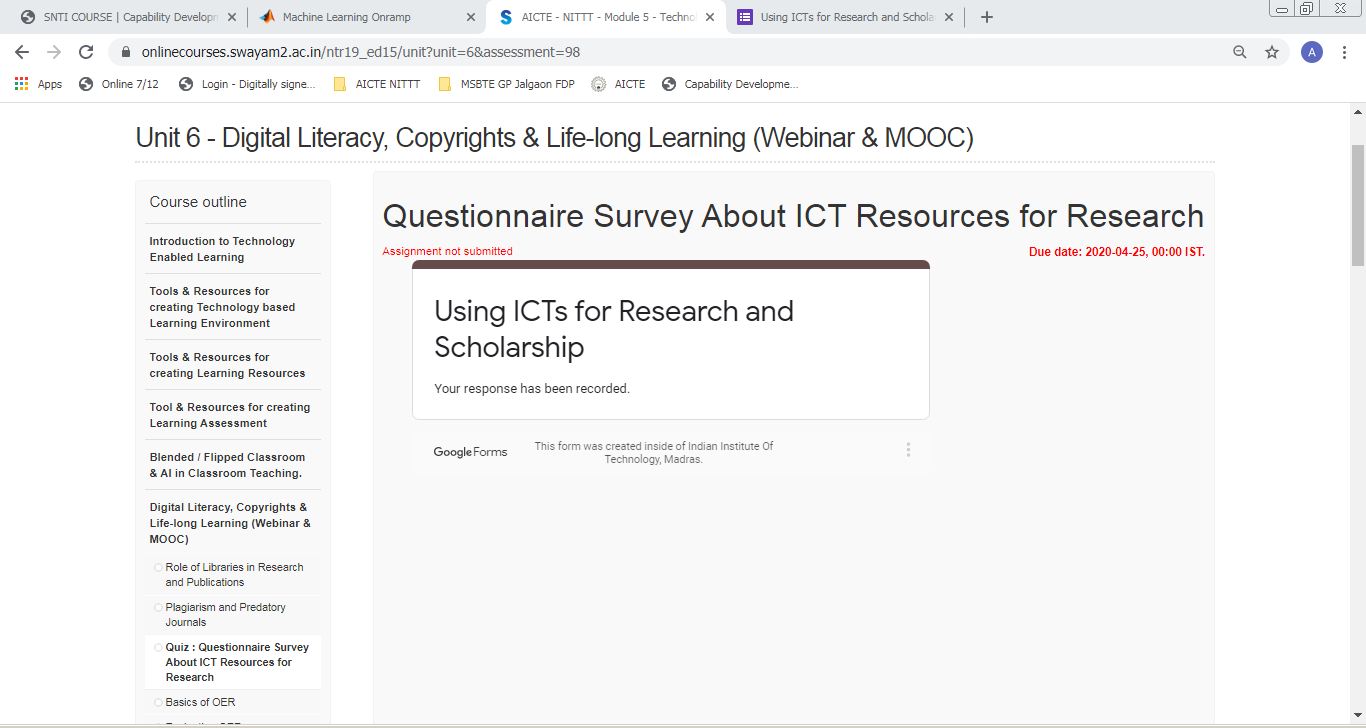 SNTI COURSE | Capability Developm
Machine Learning Onramp
AICTE - NITTT - Module 5 - Techno
Using ICTs for Research and Schola
onlinecourses.swayam2.ac.in/ntr19_ed15/unit?unit=6&assessment=98
A
Apps
Online 7/12
Login - Digitally signe...
AICTE NITTT
MSBTE GP Jalgaon FDP
AICTE
Capability Developme...
Unit 6 - Digital Literacy, Copyrights & Life-long Learning (Webinar & MOOC)
Course outline
Introduction to Technology
Enabled Learning
Tools & Resources for
creating Technology based
Learning Environment
Tools & Resources for
creating Learning Resources
Tool & Resources for creating
Learning Assessment
Blended / Flipped Classroom
& AI in Classroom Teaching.
Digital Literacy, Copyrights &
Life-long Learning (Webinar &
MOOC)
Role of Libraries in Research
and Publications
Plagiarism and Predatory
Journals
Quiz : Questionnaire Survey
About ICT Resources for
Research
Basics of OER
Questionnaire Survey About ICT Resources for Research
Assignment not submitted
Due date: 2020-04-25, 00:00 IST.
Using ICTs for Research and
Scholarship
Your response has been recorded.
Google Forms
This form was created inside of Indian Institute Of
Technology, Madras.